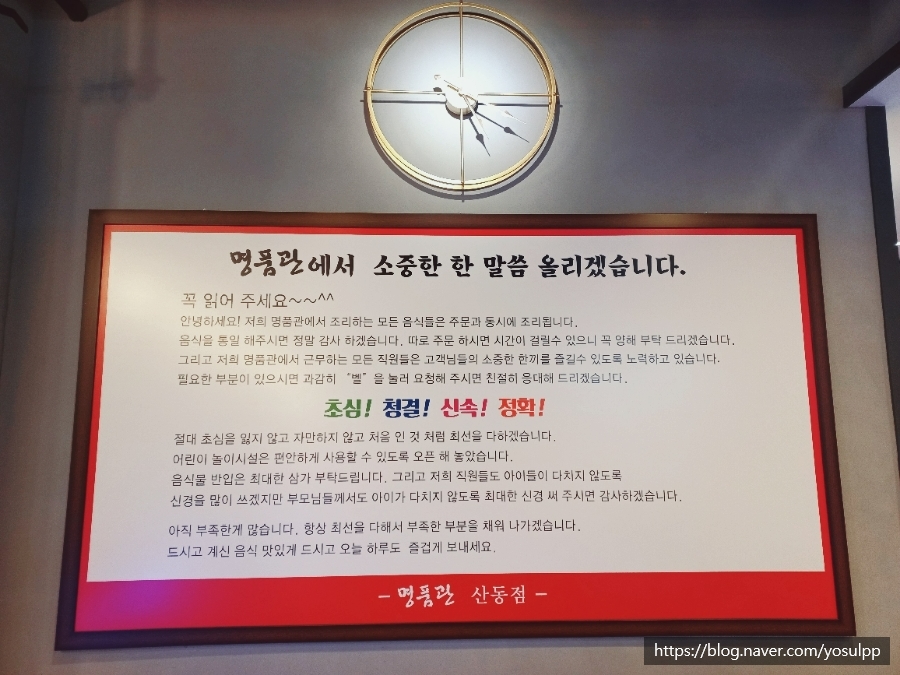 명품관에서 소중한 한 말씀 올리겠습니다.
꼭 읽어 주세요~~^^
안녕하세요! 저희 명품관에서 조리하는 모든 음식들은 주문과 동시에 조리됩니다.
음식을 통일 해주시면 정말 감사 하겠습니다. 따로 주문 하시면 시간이 걸릴수 있으니 꼭 양해 부탁 드리겠습니다.
그리고 저희 명품관에서 근무하는 모든 직원들은 고객님들의 소중한 한끼를 즐길수 있도록 노력하고 있습니다.
필요한 부분이 있으시면 과감히 “벨”을 눌러 요청해 주시면 친절히 응대해 드리겠습니다.
초심! 청결! 신속! 정확!
절대 초심을 잃지 않고 자만하지 않고 처음 인 것 처럼 최선을 다하겠습니다.
어린이 놀이시설은 편안하게 사용할 수 있도록 오픈 해 놓았습니다.
음식물 반입은 최대한 삼가 부탁드립니다. 그리고 저희 직원들도 아이들이 다치지 않도록
신경을 많이 쓰겠지만 부모님들께서도 아이가 다치지 않도록 최대한 신경 써 주시면 감사하겠습니다.
아직 부족한게 많습니다. 항상 최선을 다해서 부족한 부분을 채워 나가겠습니다.
드시고 계신 음식 맛있게 드시고 오늘 하루도 즐겁게 보내세요.
- 명품관 산동점 -
https://blog.naver.com/yosulpp